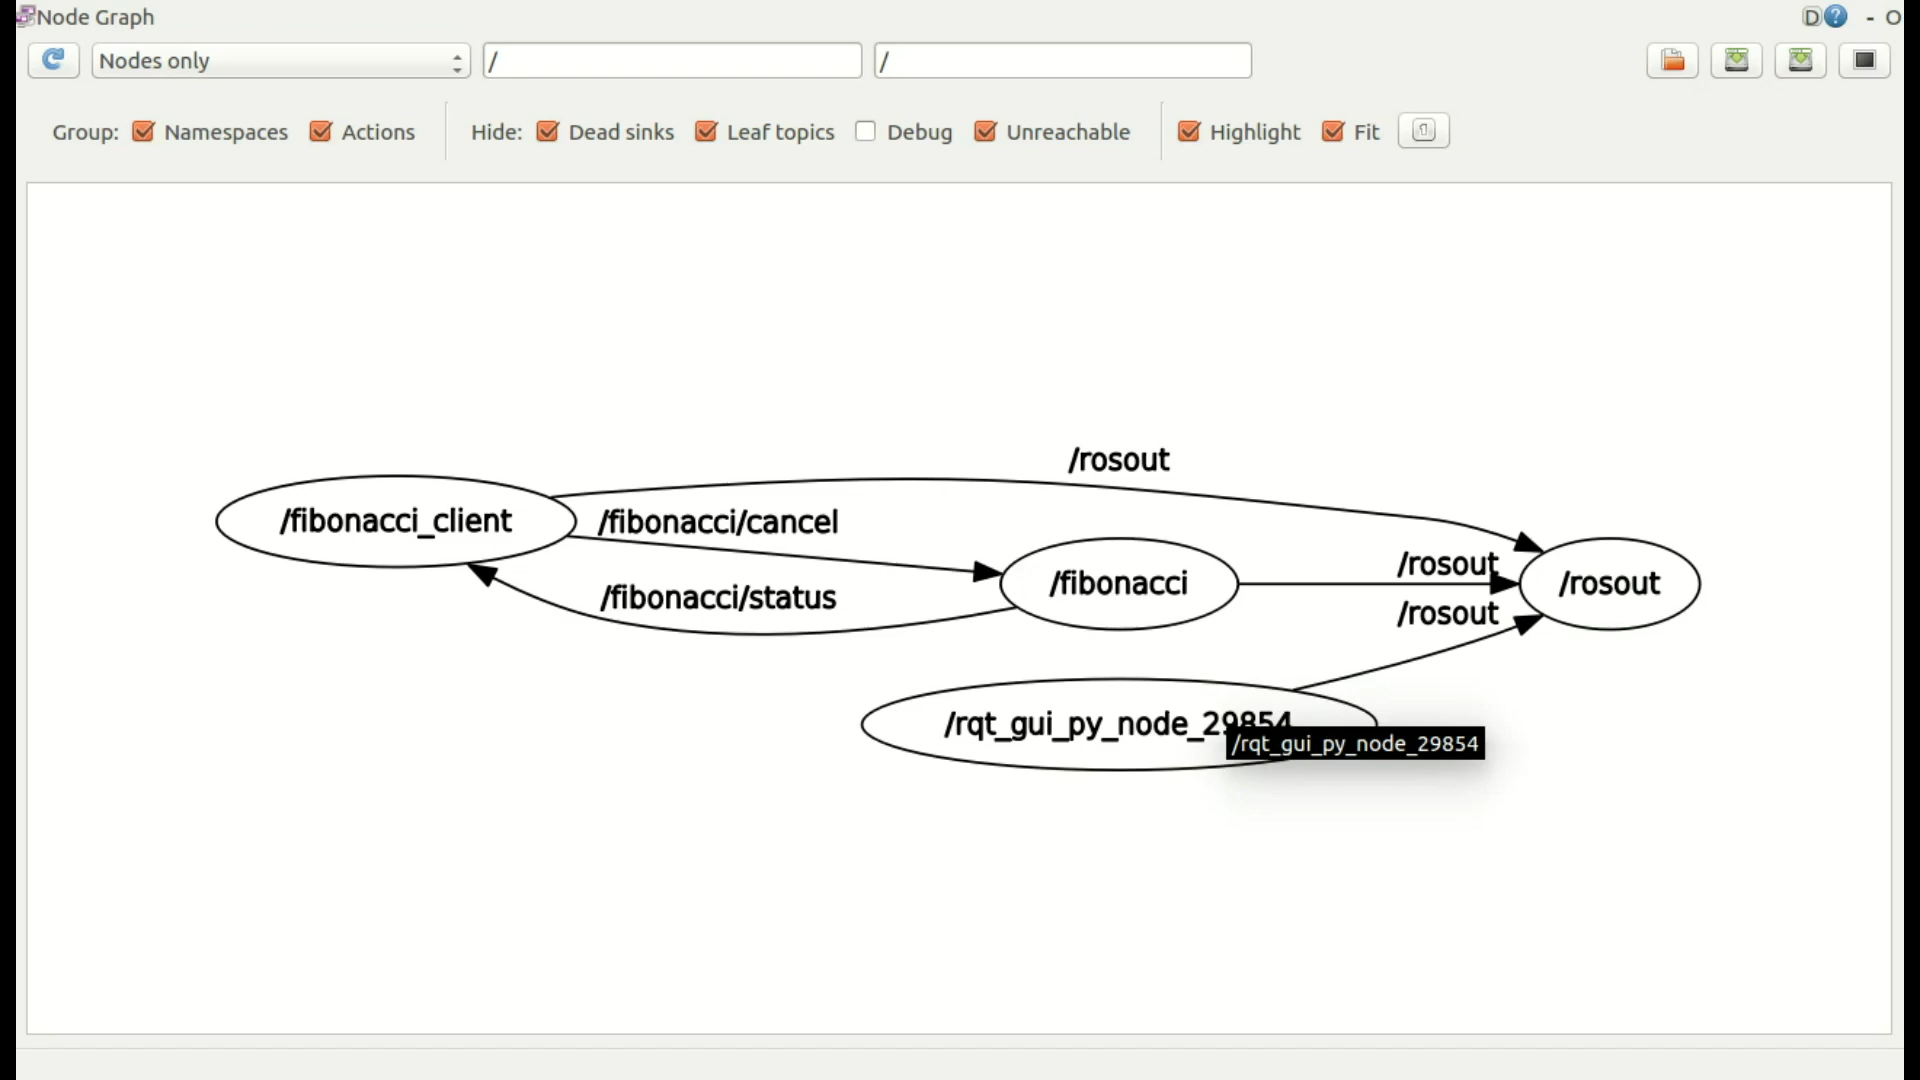 Node Graph
D ? - O
Nodes only
/
/
Group: Namespaces Actions Hide: Dead sinks Leaf topics Debug Unreachable Highlight Fit
/rosout
/fibonacci_client
/fibonacci/cancel
/rosout
/fibonacci
/rosout
/fibonacci/status
/rosout
/rqt_gui_py_node_29854
/rqt_gui_py_node_29854